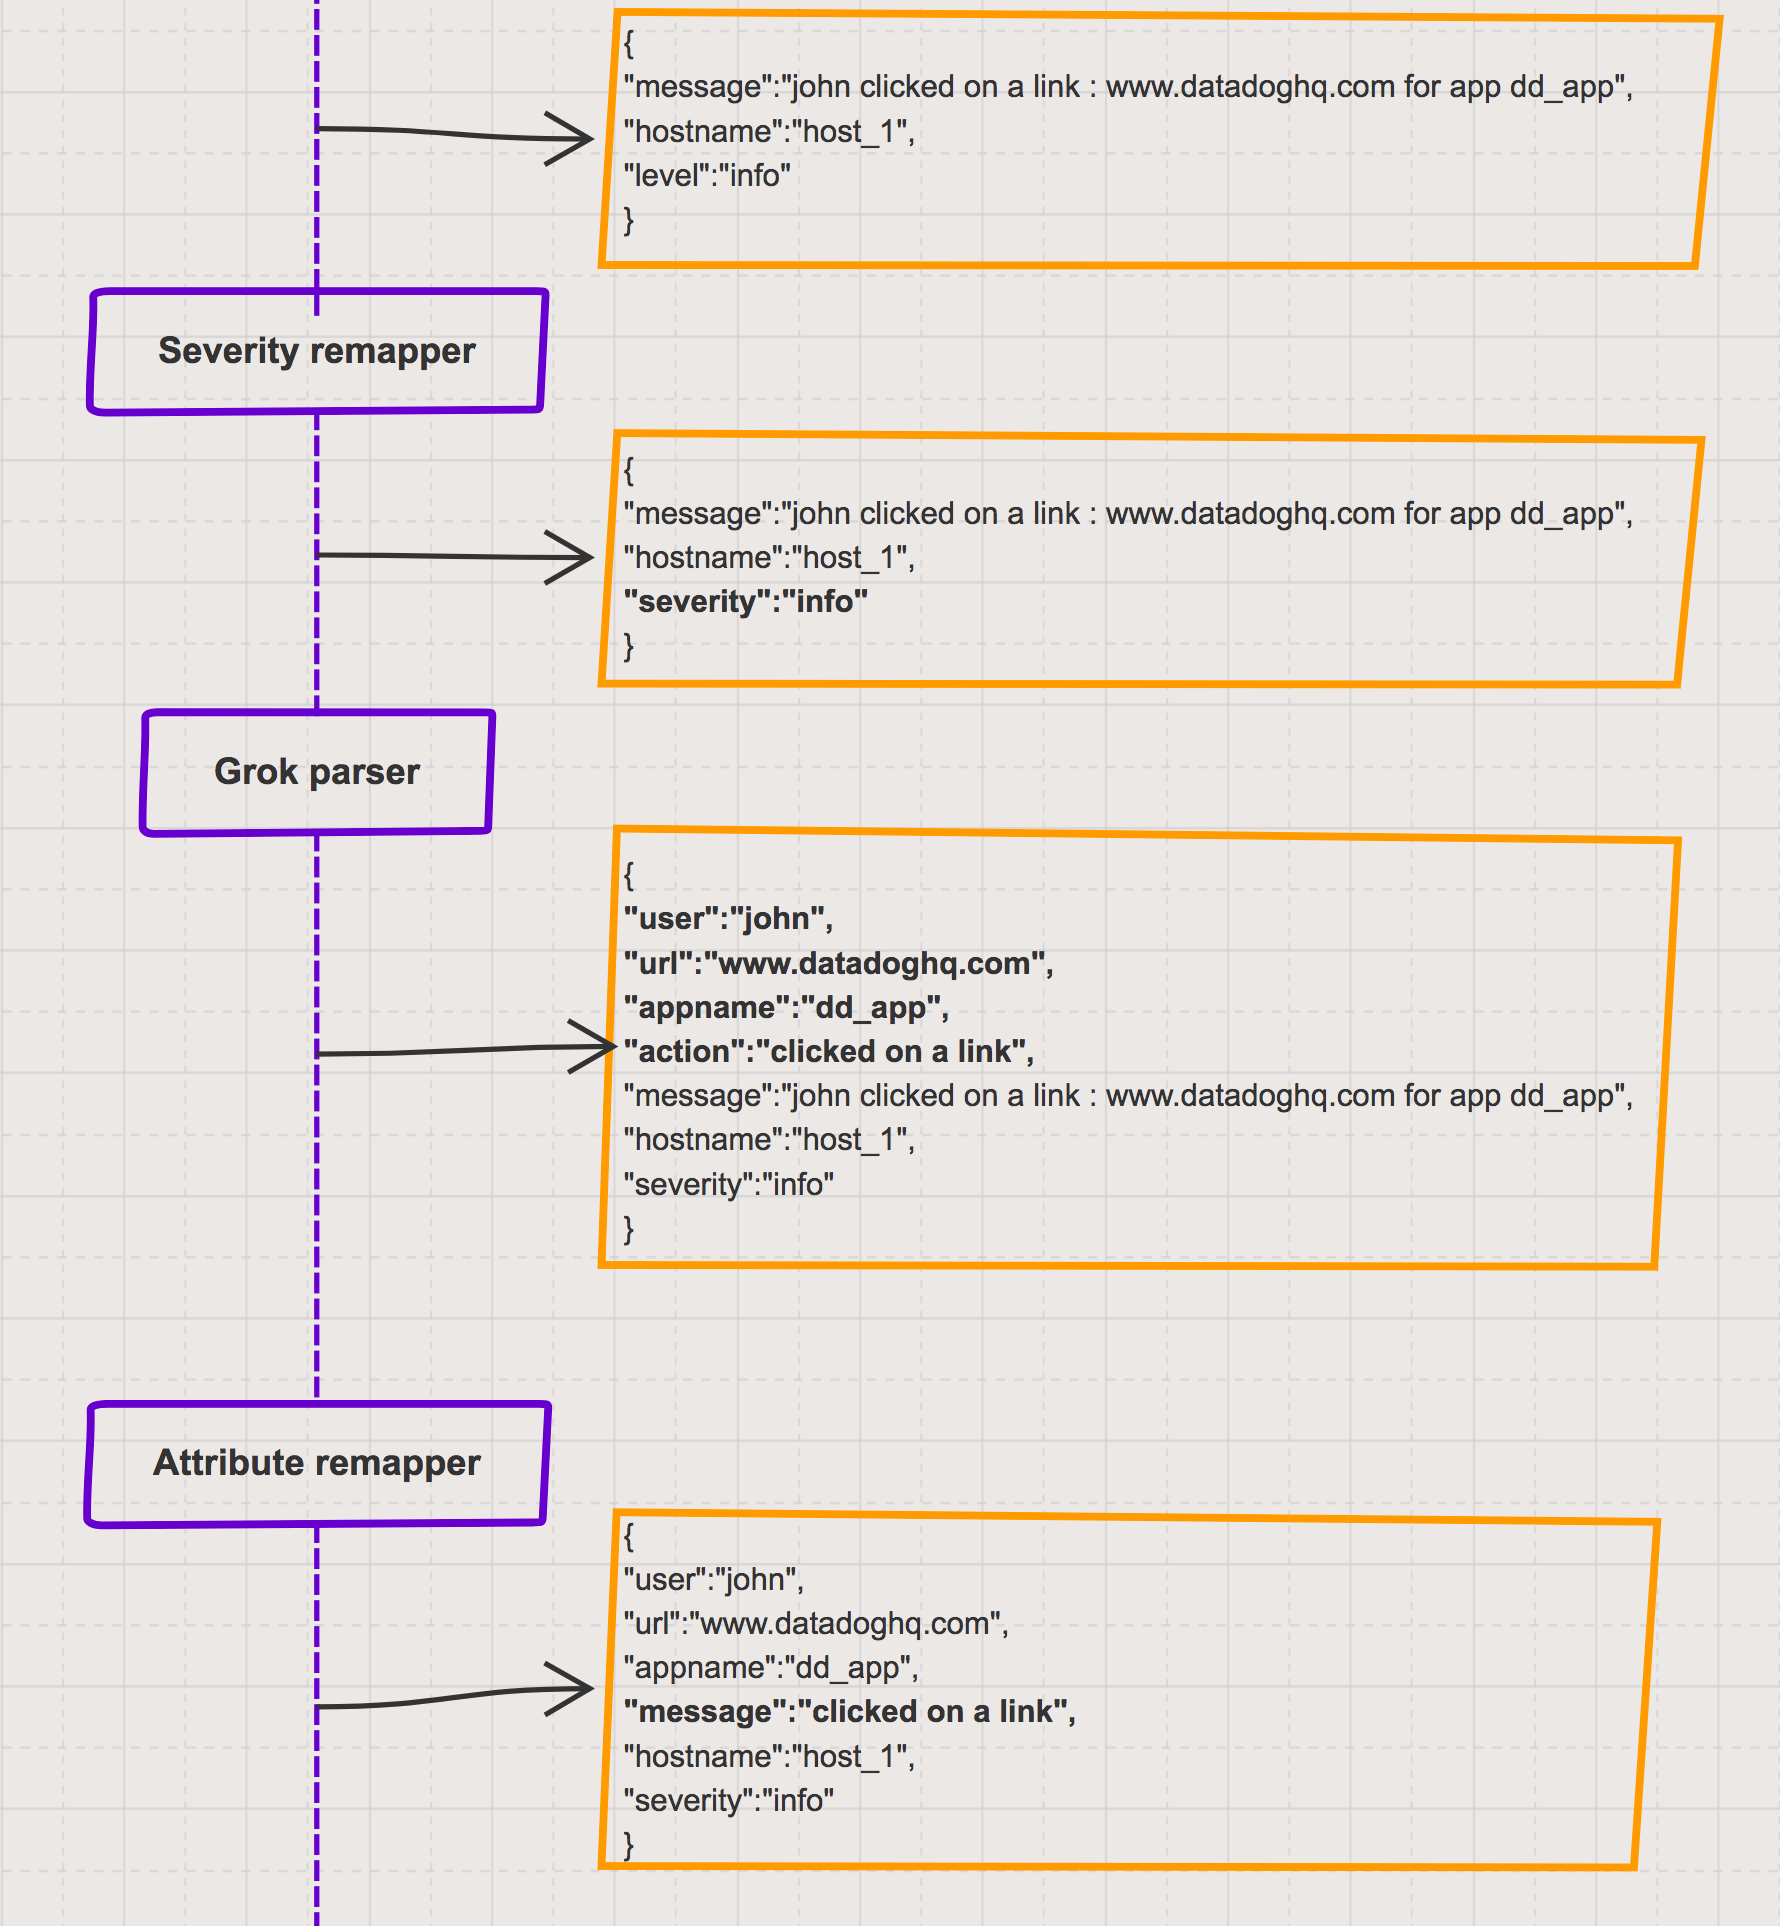 {
"message":"john clicked on a link : www.datadoghq.com for app dd_app",
"hostname":"host_1",
"level":"info"
}
Severity remapper
{
"message":"john clicked on a link : www.datadoghq.com for app dd_app",
"hostname":"host_1",
"severity":"info"
}
Grok parser
{
"user":"john",
"url":"www.datadoghq.com",
"appname":"dd_app",
"action":"clicked on a link",
"message":"john clicked on a link : www.datadoghq.com for app dd_app",
"hostname":"host_1",
"severity":"info"
}
Attribute remapper
{
"user":"john",
"url":"www.datadoghq.com",
"appname":"dd_app",
"message":"clicked on a link",
"hostname":"host_1",
"severity":"info"
}